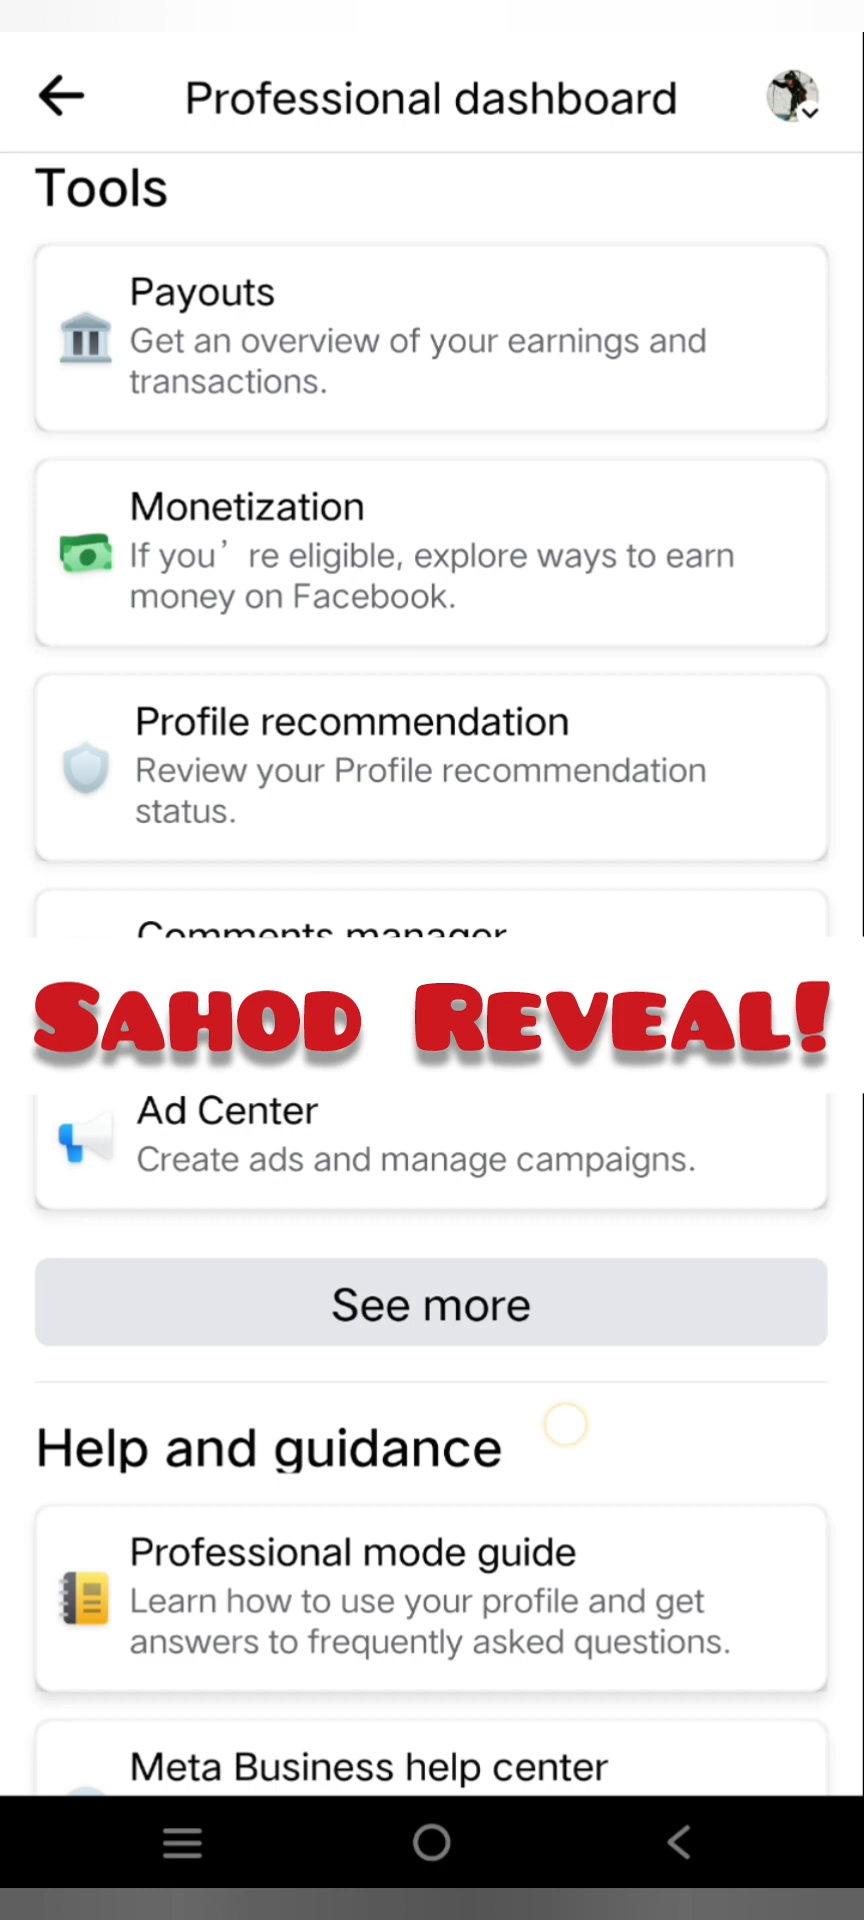 Professional dashboard
Tools
Payouts
Get an overview of your earnings and
transactions.
Monetization
If you’ re eligible, explore ways to earn
money on Facebook.
Profile recommendation
Review your Profile recommendation
status.
Comments manager
SAHOD REVEAL!
Ad Center
Create ads and manage campaigns.
See more
Help and guidance
Professional mode guide
Learn how to use your profile and get
answers to frequently asked questions.
Meta Business help center